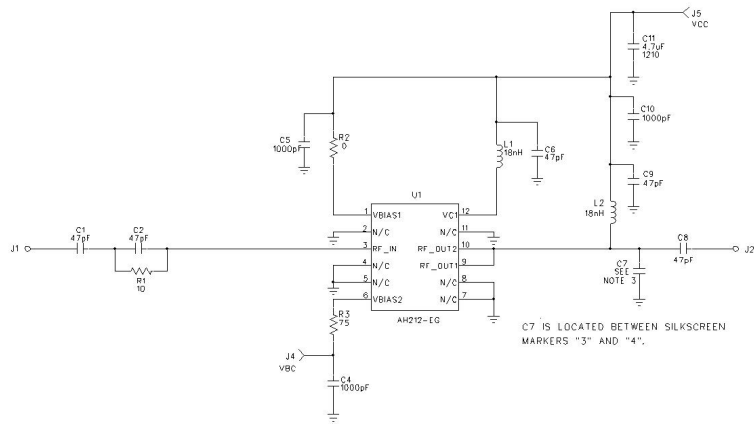 J5
VCC
C11
4.7uF
1210
C10
1000pF
C5
1000pF
R2
0
L1
18nH
C6
47pF
C9
47pF
L2
18nH
U1
1 VBIAS1 VC1 12
2 N/C N/C 11
3 RF_IN RF_OUT2 10
RF_OUT1 9
4 N/C
5 N/C N/C 8
6 VBIAS2 N/C 7
AH212-EG
J1
C1
47pF
C2
47pF
R1
10
C8
47pF
J2
C7
SEE
NOTE 3
R3
75
J4
VBC
C4
1000pF
C7 IS LOCATED BETWEEN SILKSCREEN
MARKERS "3" AND "4".